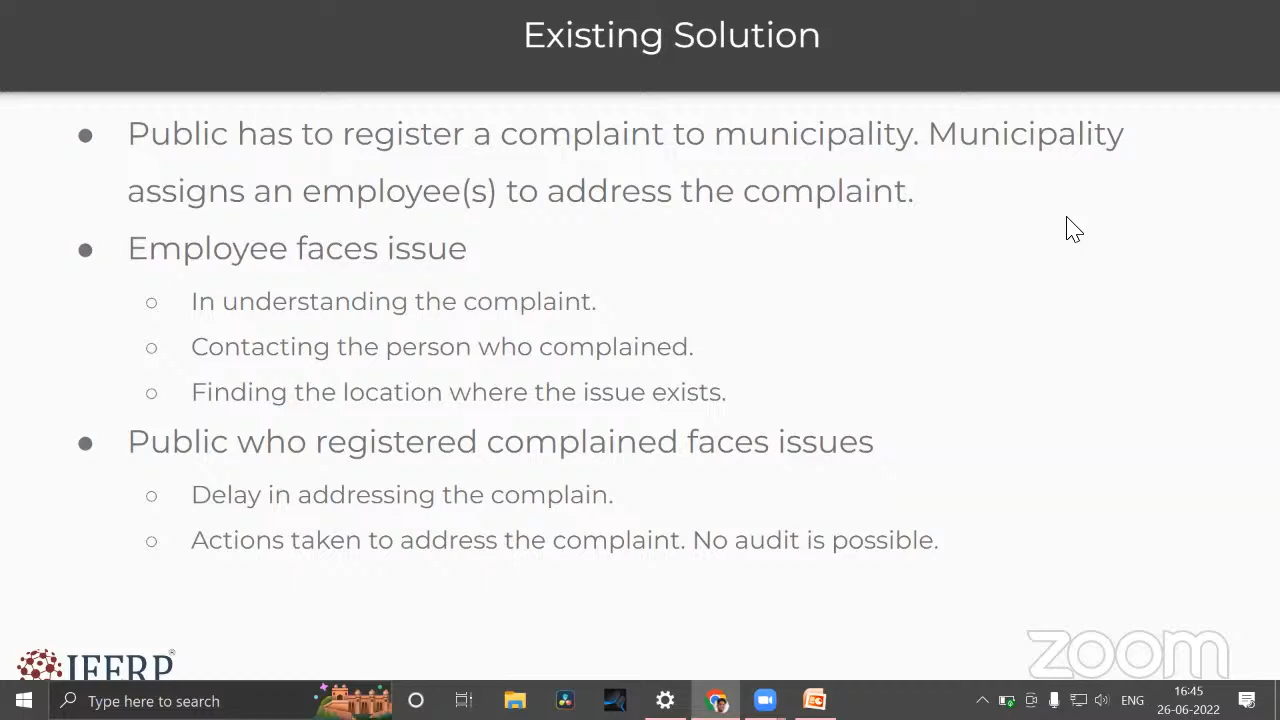 Existing Solution
● Public has to register a complaint to municipality. Municipality
assigns an employee(s) to address the complaint.
● Employee faces issue
○ In understanding the complaint.
○ Contacting the person who complained.
○ Finding the location where the issue exists.
● Public who registered complained faces issues
○ Delay in addressing the complain.
○ Actions taken to address the complaint. No audit is possible.
IFERP®
zoom
Type here to search
ENG
16:45
26-06-2022